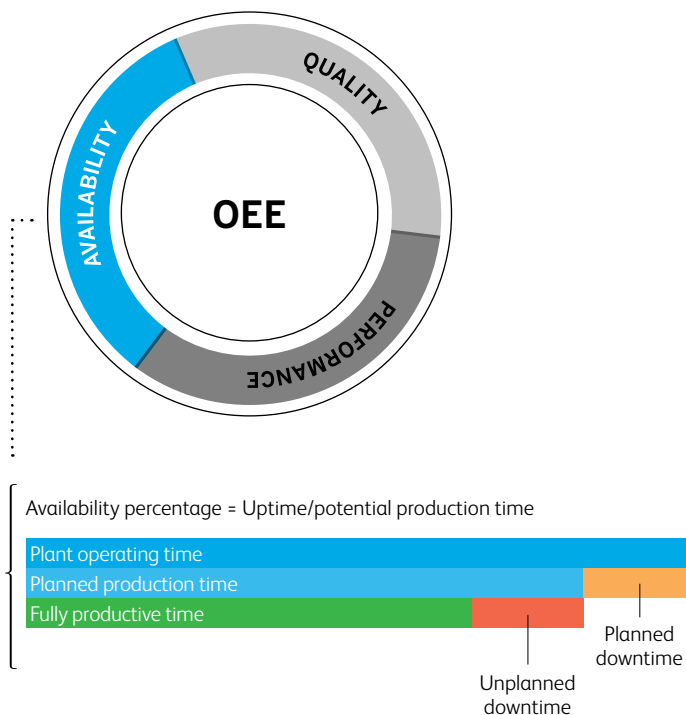 QUALITY
AVAILABILITY
OEE
PERFORMANCE
Availability percentage = Uptime/potential production time
Plant operating time
Planned production time
Fully productive time
Planned
downtime
Unplanned
downtime